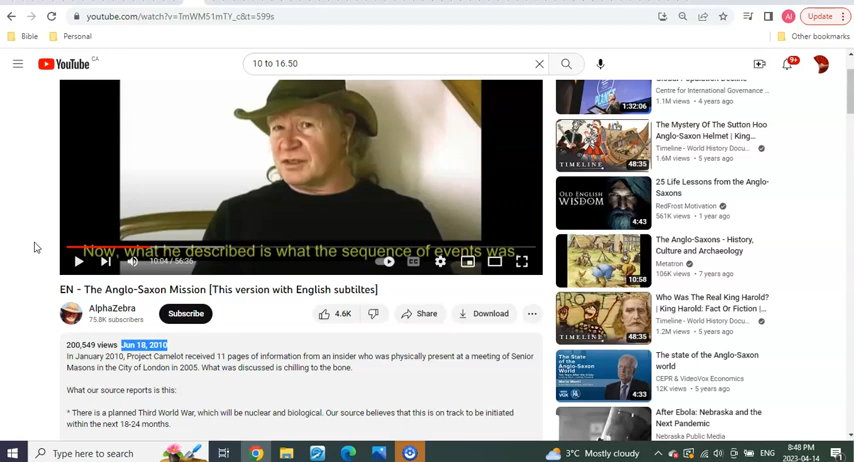 youtube.com/watch?v=TmWM51mTY_c&t=599s
AI
Update
Bible
Personal
Other bookmarks
YouTube CA
10 to 16.50
9+
Now, what he described is what the sequence of events was
10:04 / 56:36
CC
EN - The Anglo-Saxon Mission [This version with English subtiltes]
AlphaZebra
75.8K subscribers
Subscribe
4.6K
Share
Download
200,549 views Jun 18, 2010
In January 2010, Project Camelot received 11 pages of information from an insider who was physically present at a meeting of Senior
Masons in the City of London in 2005. What was discussed is chilling to the bone.
What our source reports is this:
* There is a planned Third World War, which will be nuclear and biological. Our source believes that this is on track to be initiated
within the next 18-24 months.
1:32:06
Centre for International Governance ...
1.1M views • 4 years ago
TIMELINE
48:35
The Mystery Of The Sutton Hoo
Anglo-Saxon Helmet | King...
Timeline - World History Docu...
1.6M views • 5 years ago
OLD ENGLISH
WISDOM
4:43
25 Life Lessons from the Anglo-
Saxons
RedFrost Motivation
561K views • 1 year ago
10:58
The Anglo-Saxons - History,
Culture and Archaeology
Metatron
106K views • 7 years ago
TIMELINE
48:35
Who Was The Real King Harold?
King Harold: Fact Or Fiction |...
Timeline - World History Docu...
1.2M views • 5 years ago
The State of
the Anglo-Saxon
World
4:33
The state of the Anglo-Saxon
world
CEPR & VideoVox Economics
12K views • 5 years ago
After Ebola: Nebraska and the
Next Pandemic
Nebraska Public Media
Type here to search
3°C Mostly cloudy
ENG
8:48 PM
2023-04-14